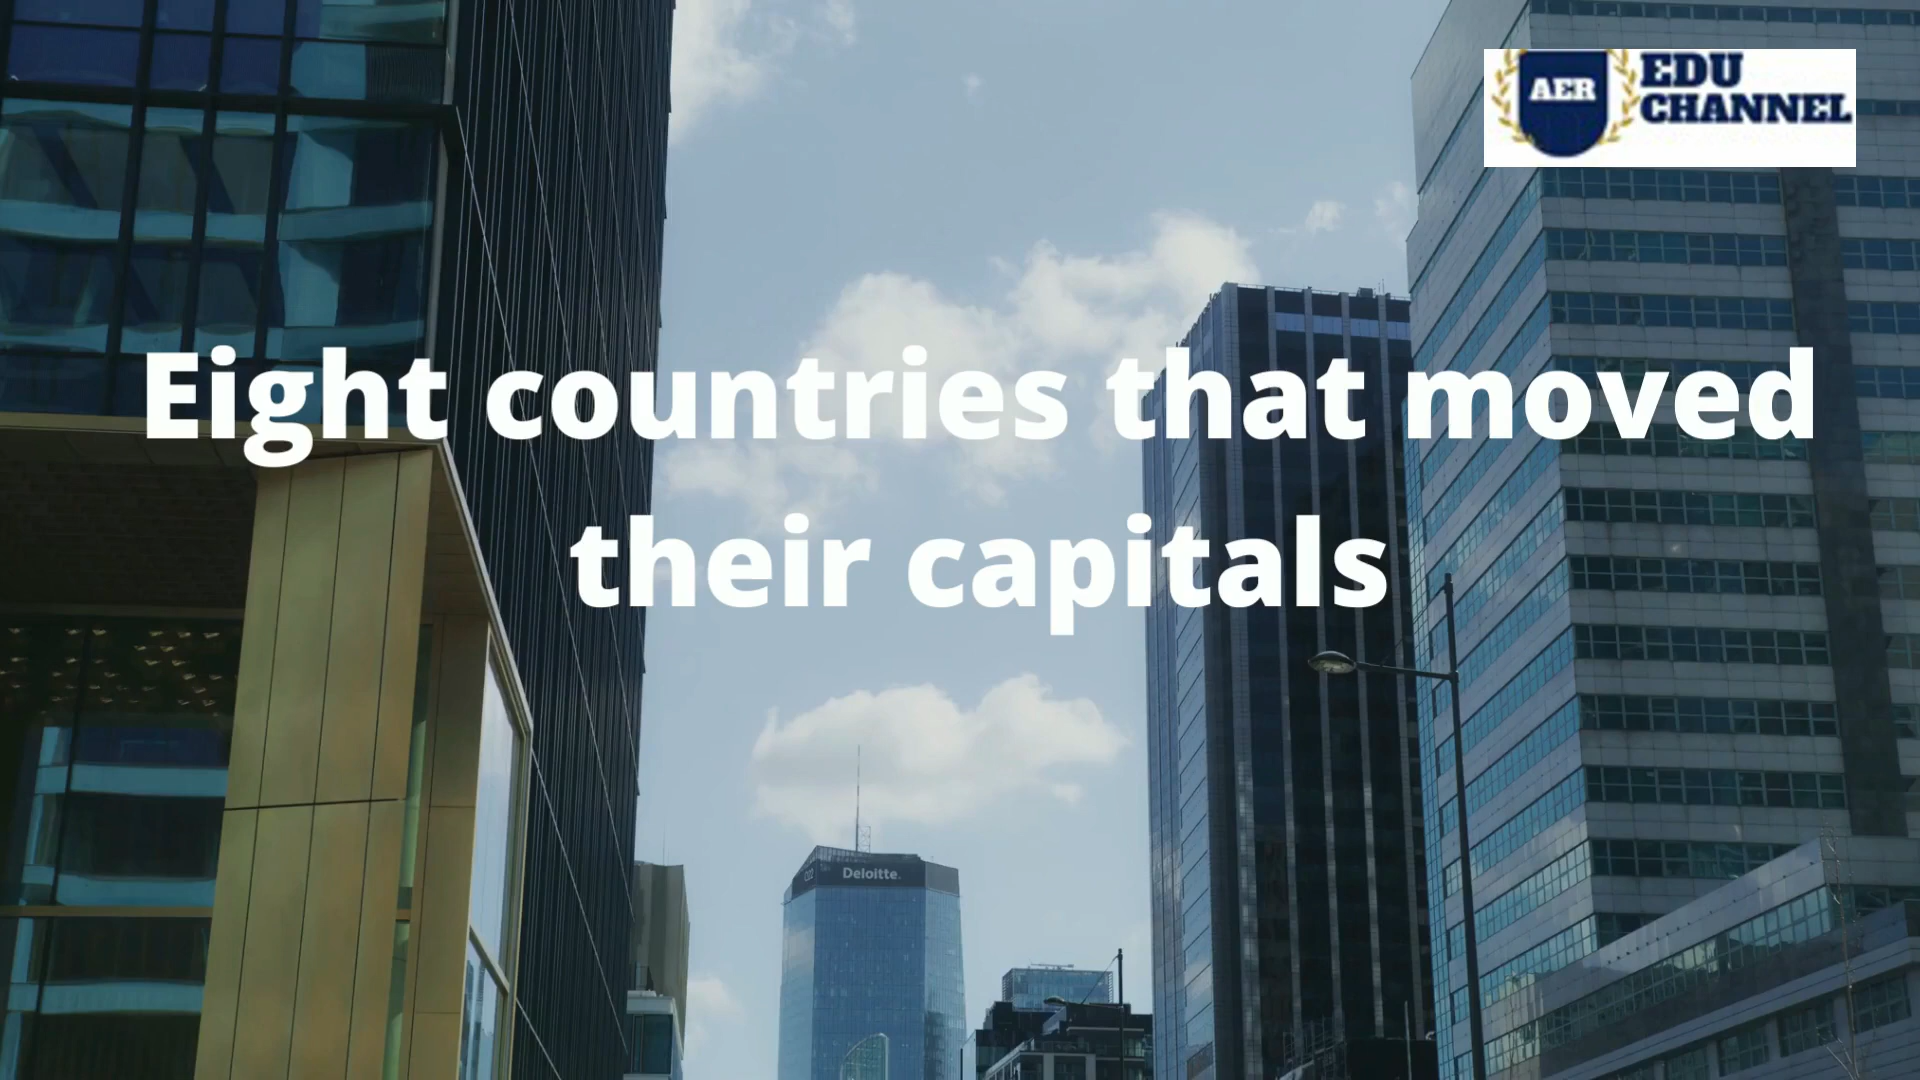 AER
EDU
CHANNEL
Eight countries that moved
their capitals
Deloitte.